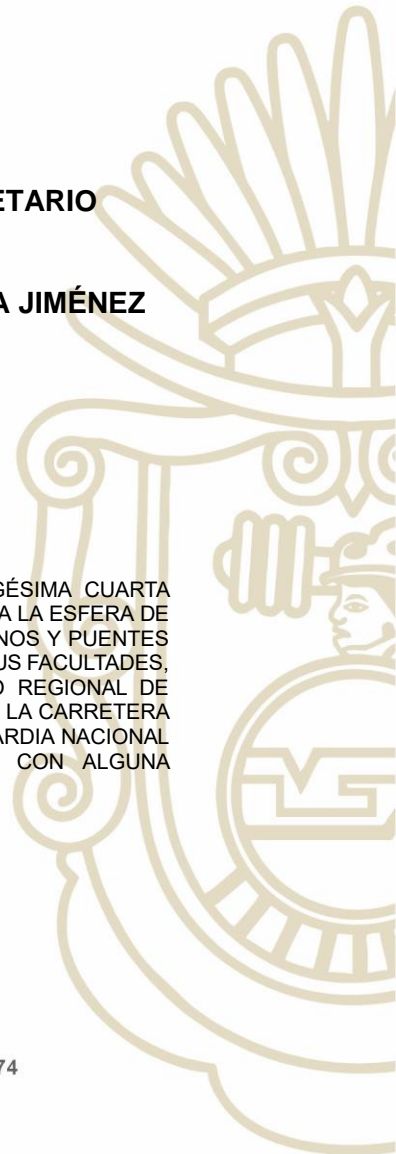 ETARIO
A JIMÉNEZ
GÉSIMA CUARTA
A LA ESFERA DE
NOS Y PUENTES
US FACULTADES,
O REGIONAL DE
LA CARRETERA
ARDIA NACIONAL
CON ALGUNA
74